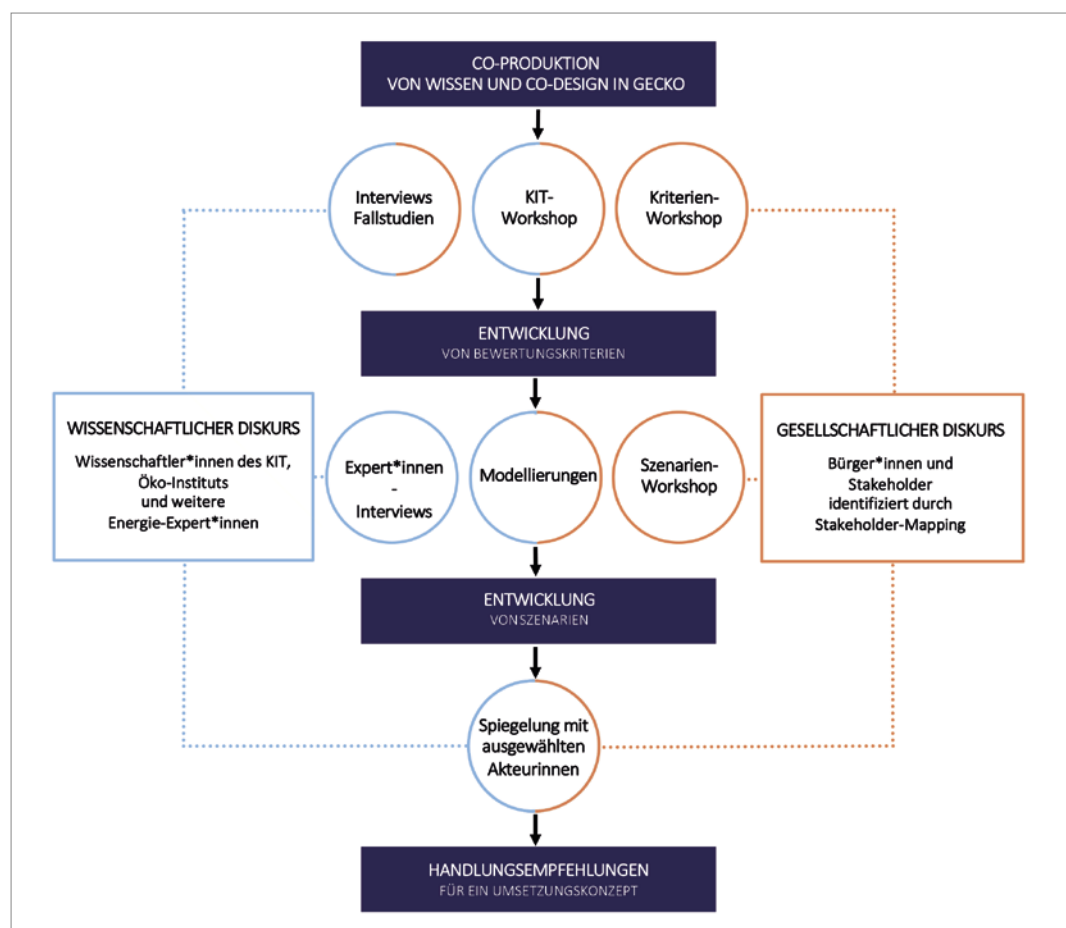 CO-PRODUKTION
VON WISSEN UND CO-DESIGN IN GECKO
Interviews
Fallstudien
KIT-
Workshop
Kriterien-
Workshop
ENTWICKLUNG
VON BEWERTUNGSKRITERIEN
WISSENSCHAFTLICHER DISKURS
Wissenschaftler*innen des KIT,
Öko-Instituts
und weitere
Energie-Expert*innen
Expert*innen
-
Interviews
Modellierungen
Szenarien-
Workshop
GESELLSCHAFTLICHER DISKURS
Bürger*innen und
Stakeholder
identifiziert durch
Stakeholder-Mapping
ENTWICKLUNG
VON SZENARIEN
Spiegelung mit
ausgewählten
Akteurinnen
HANDLUNGSEMPFEHLUNGEN
FÜR EIN UMSETZUNGSKONZEPT